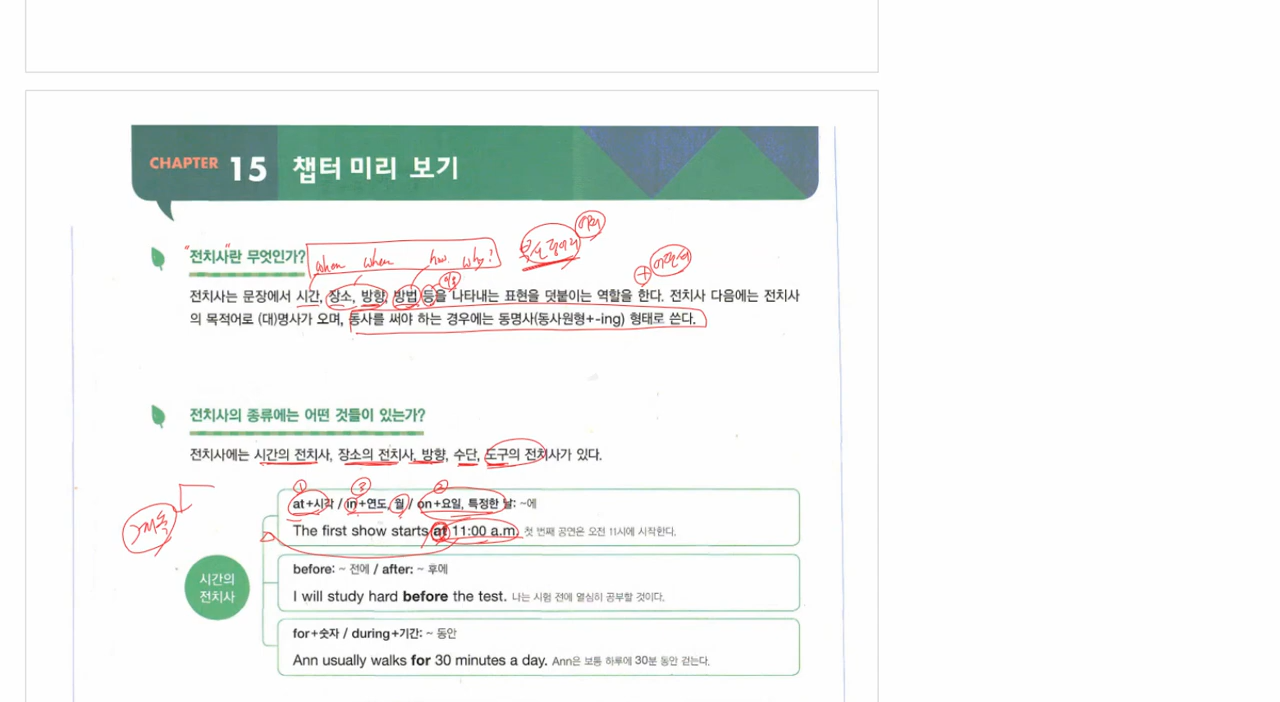 CHAPTER 15 챕터 미리 보기
"전치사"란 무엇인가?
when when how why?
전치사는 문장에서 시간, 장소, 방향, 방법 등을 나타내는 표현을 덧붙이는 역할을 한다. 전치사 다음에는 전치사
의 목적어로 (대)명사가 오며, 동사를 써야 하는 경우에는 동명사(동사원형+-ing) 형태로 쓴다.
전치사의 종류에는 어떤 것들이 있는가?
전치사에는 시간의 전치사, 장소의 전치사, 방향, 수단, 도구의 전치사가 있다.
① ③ ②
at+시각 / in+연도, 월 / on+요일, 특정한 날: ~에
The first show starts at 11:00 a.m. 첫 번째 공연은 오전 11시에 시작한다.
시간의
전치사
before: ~ 전에 / after: ~ 후에
I will study hard before the test. 나는 시험 전에 열심히 공부할 것이다.
for+숫자 / during+기간: ~ 동안
Ann usually walks for 30 minutes a day. Ann은 보통 하루에 30분 동안 걷는다.